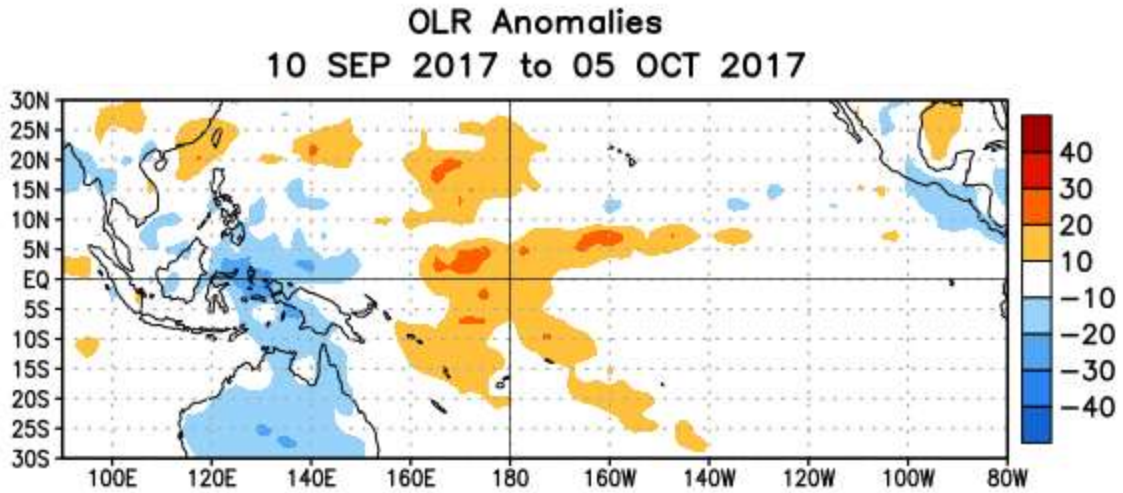 OLR Anomalies
10 SEP 2017 to 05 OCT 2017
30N
25N
20N
15N
10N
5N
EQ
5S
10S
15S
20S
25S
30S
100E 120E 140E 160E 180 160W 140W 120W 100W 80W
40
30
20
10
−10
−20
−30
−40